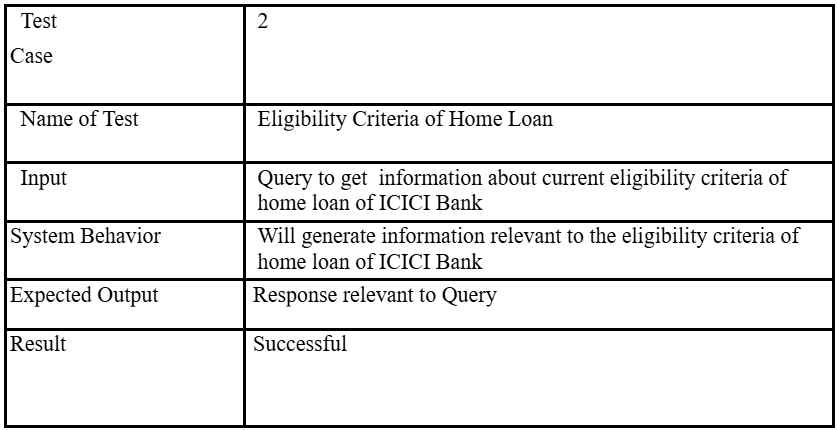 Test 2
Case
Name of Test Eligibility Criteria of Home Loan
Input Query to get information about current eligibility criteria of
home loan of ICICI Bank
System Behavior Will generate information relevant to the eligibility criteria of
home loan of ICICI Bank
Expected Output Response relevant to Query
Result Successful